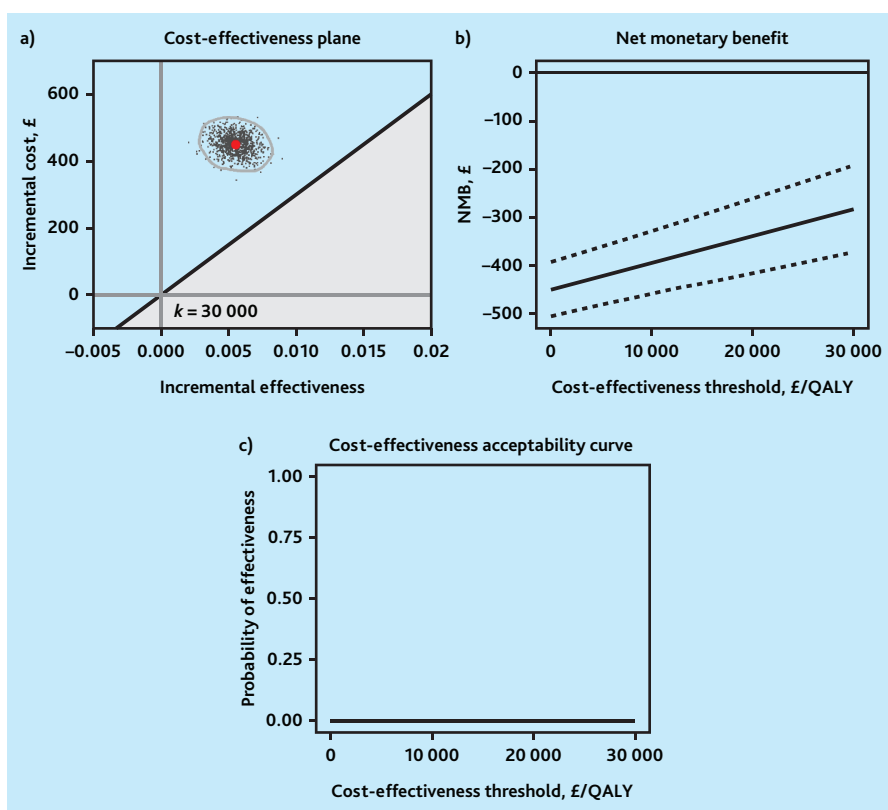 a) Cost-effectiveness plane
Incremental cost, £
600
400
200
0
k = 30 000
–0.005 0.000 0.005 0.010 0.015 0.02
Incremental effectiveness
b) Net monetary benefit
NMB, £
0
–100
–200
–300
–400
–500
0 10 000 20 000 30 000
Cost-effectiveness threshold, £/QALY
c) Cost-effectiveness acceptability curve
Probability of effectiveness
1.00
0.75
0.50
0.25
0.00
0 10 000 20 000 30 000
Cost-effectiveness threshold, £/QALY